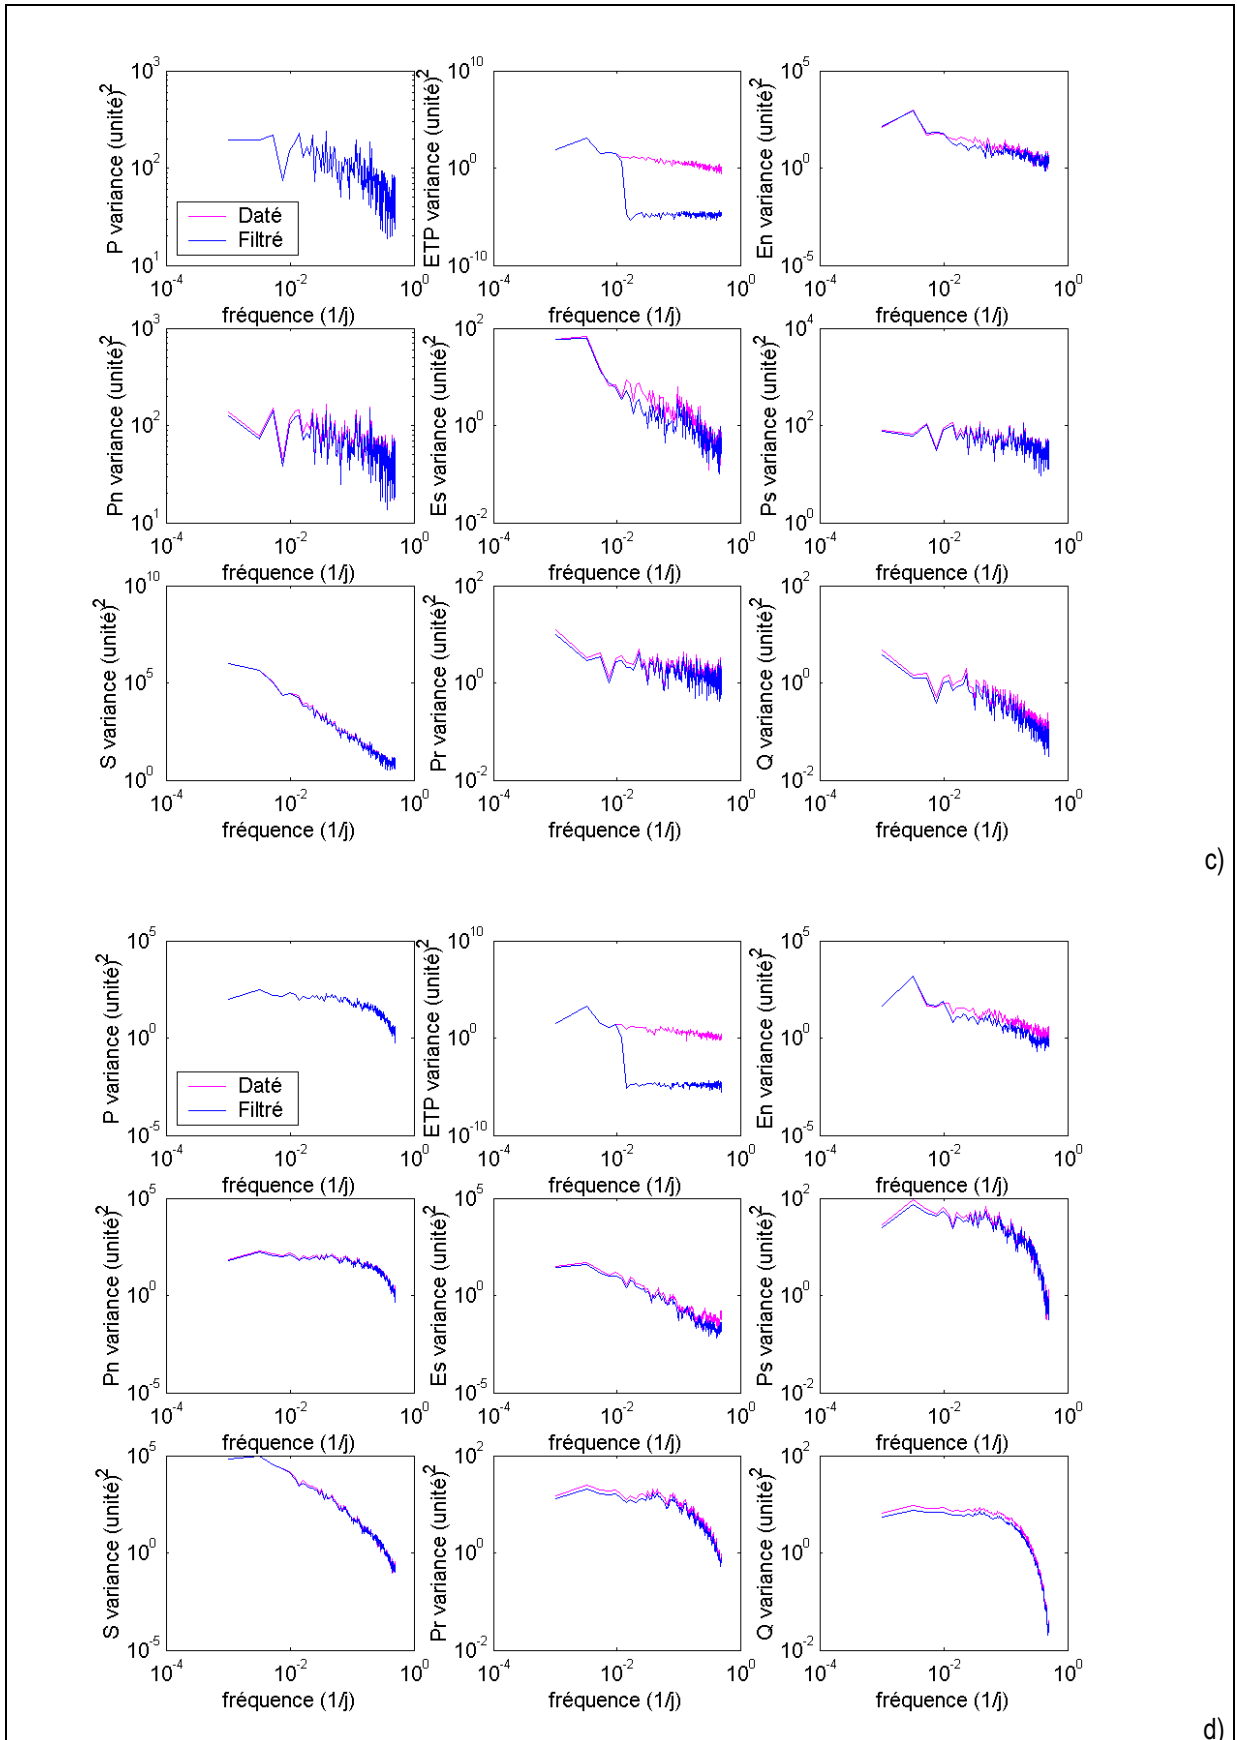 P variance (unité)²
10³
10²
10¹
Daté
Filtré
10⁻⁴ 10⁻² 10⁰
fréquence (1/j)
ETP variance (unité)²
10¹⁰
10⁰
10⁻¹⁰
10⁻⁴ 10⁻² 10⁰
fréquence (1/j)
En variance (unité)²
10⁵
10⁰
10⁻⁵
10⁻⁴ 10⁻² 10⁰
fréquence (1/j)
Pn variance (unité)²
10³
10²
10¹
10⁻⁴ 10⁻² 10⁰
fréquence (1/j)
Es variance (unité)²
10²
10⁰
10⁻²
10⁻⁴ 10⁻² 10⁰
fréquence (1/j)
Ps variance (unité)²
10⁴
10²
10⁰
10⁻⁴ 10⁻² 10⁰
fréquence (1/j)
S variance (unité)²
10¹⁰
10⁵
10⁰
10⁻⁴ 10⁻² 10⁰
fréquence (1/j)
Pr variance (unité)²
10²
10⁰
10⁻²
10⁻⁴ 10⁻² 10⁰
fréquence (1/j)
Q variance (unité)²
10²
10⁰
10⁻²
10⁻⁴ 10⁻² 10⁰
fréquence (1/j)
c)
P variance (unité)²
10⁵
10⁰
10⁻⁵
Daté
Filtré
10⁻⁴ 10⁻² 10⁰
fréquence (1/j)
ETP variance (unité)²
10¹⁰
10⁰
10⁻¹⁰
10⁻⁴ 10⁻² 10⁰
fréquence (1/j)
En variance (unité)²
10⁵
10⁰
10⁻⁵
10⁻⁴ 10⁻² 10⁰
fréquence (1/j)
Pn variance (unité)²
10⁵
10⁰
10⁻⁵
10⁻⁴ 10⁻² 10⁰
fréquence (1/j)
Es variance (unité)²
10⁵
10⁰
10⁻⁵
10⁻⁴ 10⁻² 10⁰
fréquence (1/j)
Ps variance (unité)²
10²
10⁰
10⁻²
10⁻⁴ 10⁻² 10⁰
fréquence (1/j)
S variance (unité)²
10⁵
10⁰
10⁻⁵
10⁻⁴ 10⁻² 10⁰
fréquence (1/j)
Pr variance (unité)²
10²
10⁰
10⁻²
10⁻⁴ 10⁻² 10⁰
fréquence (1/j)
Q variance (unité)²
10²
10⁰
10⁻²
10⁻⁴ 10⁻² 10⁰
fréquence (1/j)
d)